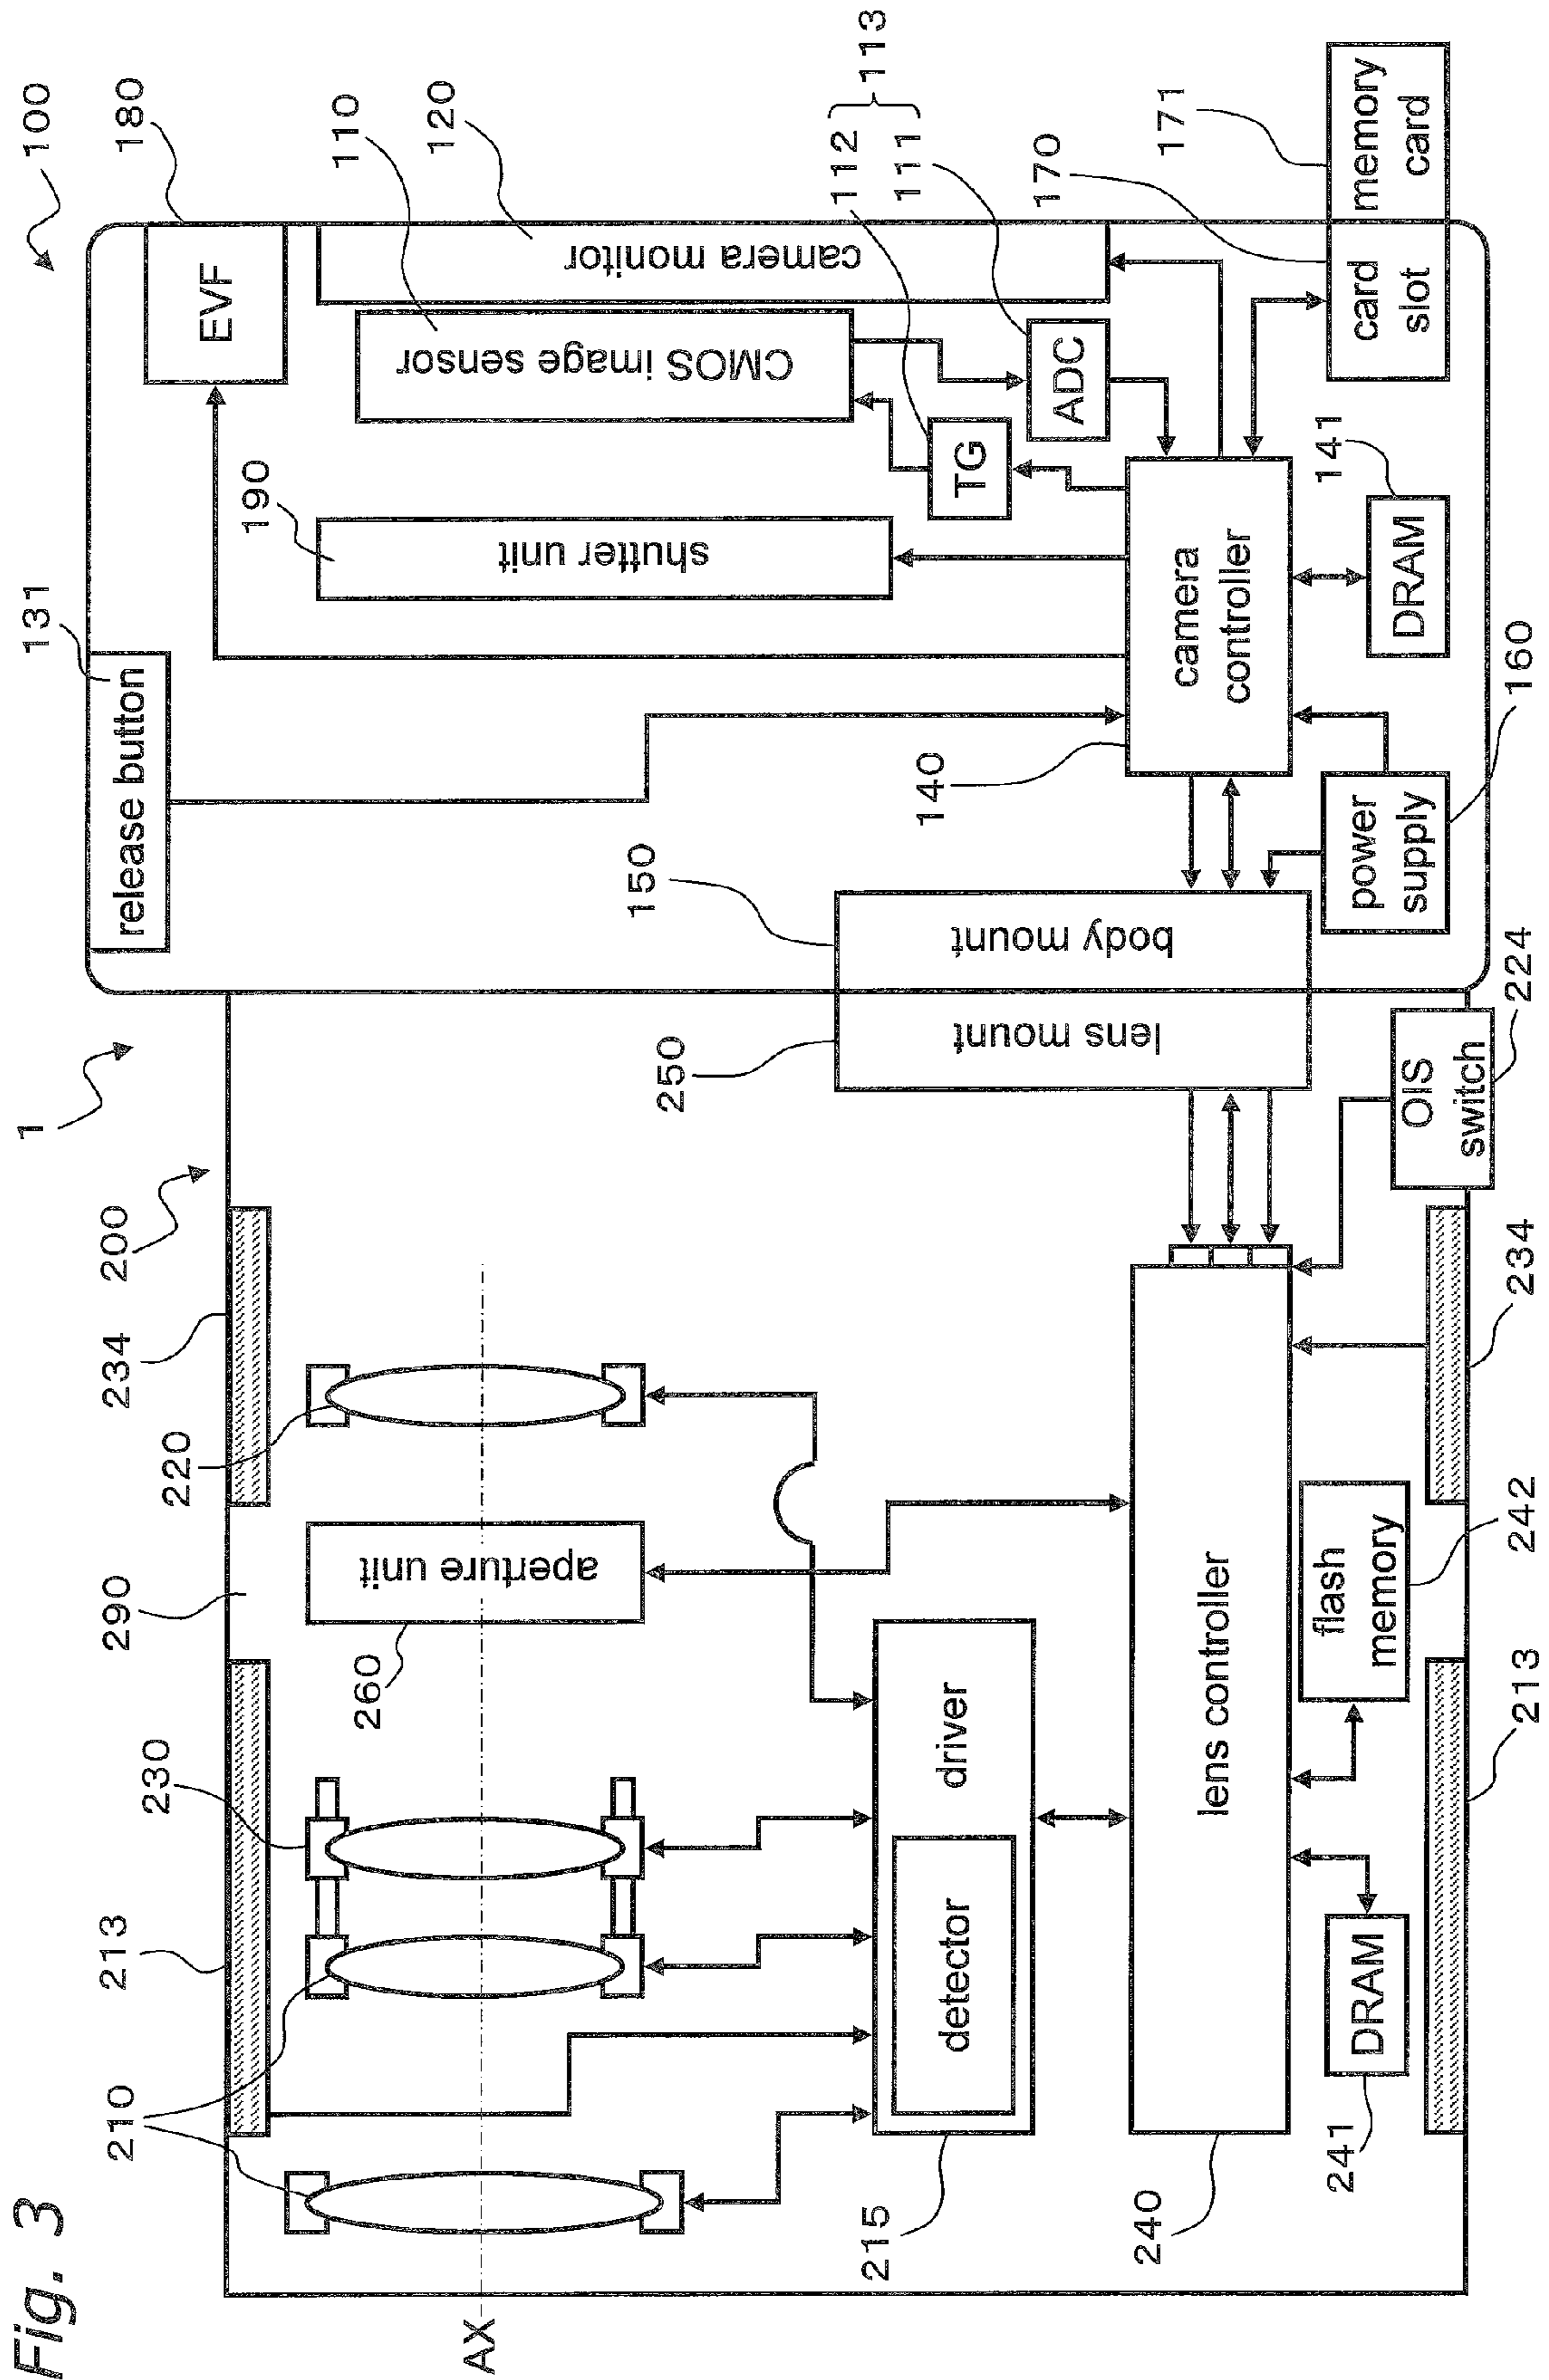 Fig. 3
1
100
200
131
180
release button
EVF
190
shutter unit
110
CMOS image sensor
120
camera monitor
112
111
113
TG
ADC
170
171
card
slot
memory
card
140
camera
controller
141
DRAM
160
power
supply
150
body mount
250
lens mount
224
OIS
switch
234
220
290
260
aperture unit
230
213
210
AX
driver
detector
215
lens controller
240
DRAM
241
flash
memory
242
234
213